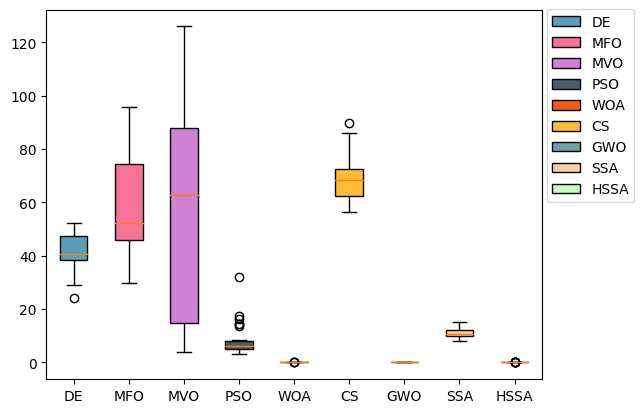 120
100
80
60
40
20
0
DE MFO MVO PSO WOA CS GWO SSA HSSA
DE
MFO
MVO
PSO
WOA
CS
GWO
SSA
HSSA